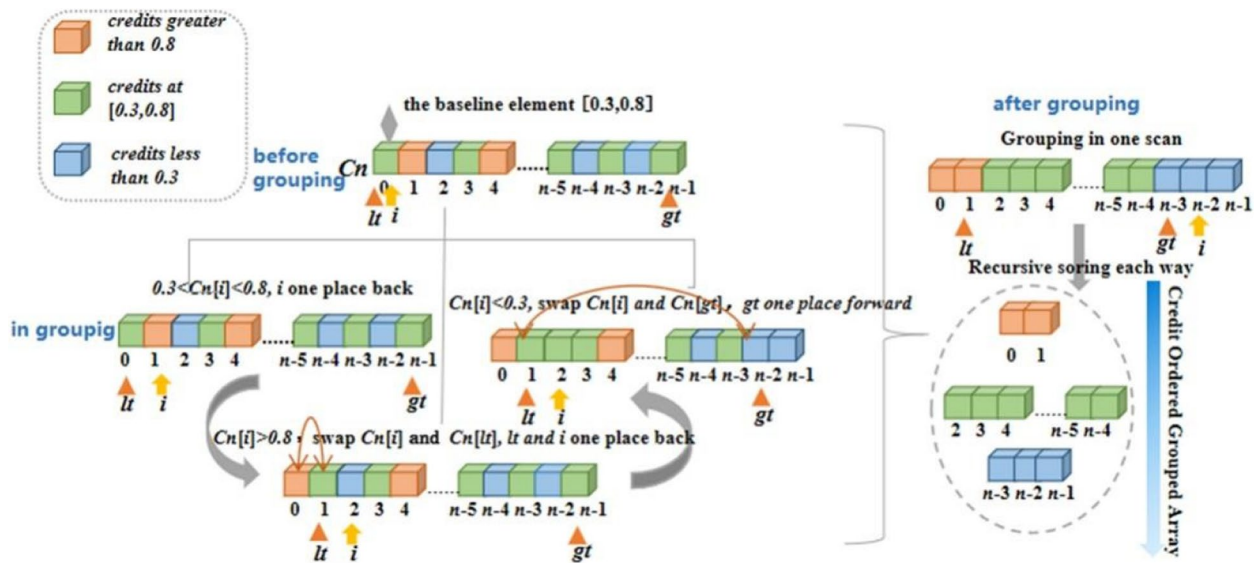 credits greater
than 0.8
credits at
[0.3,0.8]
credits less
than 0.3
the baseline element [0.3,0.8]
before
grouping
Cn
0 1 2 3 4 n-5 n-4 n-3 n-2 n-1
lt i gt
0.3<Cn[i]<0.8, i one place back
in groupig
0 1 2 3 4 n-5 n-4 n-3 n-2 n-1
lt i gt
Cn[i]<0.3, swap Cn[i] and Cn[gt], gt one place forward
0 1 2 3 4 n-5 n-4 n-3 n-2 n-1
lt i gt
Cn[i]>0.8, swap Cn[i] and Cn[lt], lt and i one place back
0 1 2 3 4 n-5 n-4 n-3 n-2 n-1
lt i gt
after grouping
Grouping in one scan
0 1 2 3 4 n-5 n-4 n-3 n-2 n-1
lt gt i
Recursive soring each way
0 1
2 3 4 n-5 n-4
n-3 n-2 n-1
Credit Ordered Grouped Array